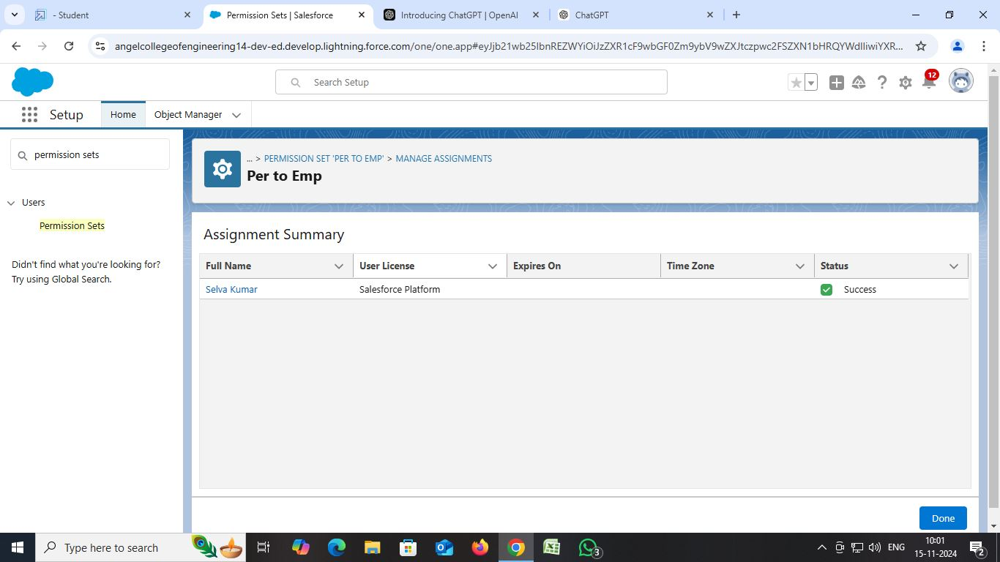 - Student
Permission Sets | Salesforce
Introducing ChatGPT | OpenAI
ChatGPT
angelcollegeofengineering14-dev-ed.develop.lightning.force.com/one/one.app#eyJjb21wb25lbnREZWYiOiJzZXR1cF9wbGF0Zm9ybV9wZXJtczpwc2FSZXN1bHRQYWdlIiwiYXR...
Search Setup
12
Setup
Home
Object Manager
permission sets
Users
Permission Sets
Didn't find what you're looking for?
Try using Global Search.
... > PERMISSION SET 'PER TO EMP' > MANAGE ASSIGNMENTS
Per to Emp
Assignment Summary
Full Name User License Expires On Time Zone Status
Selva Kumar Salesforce Platform Success
Done
Type here to search
3
ENG
10:01
15-11-2024
2